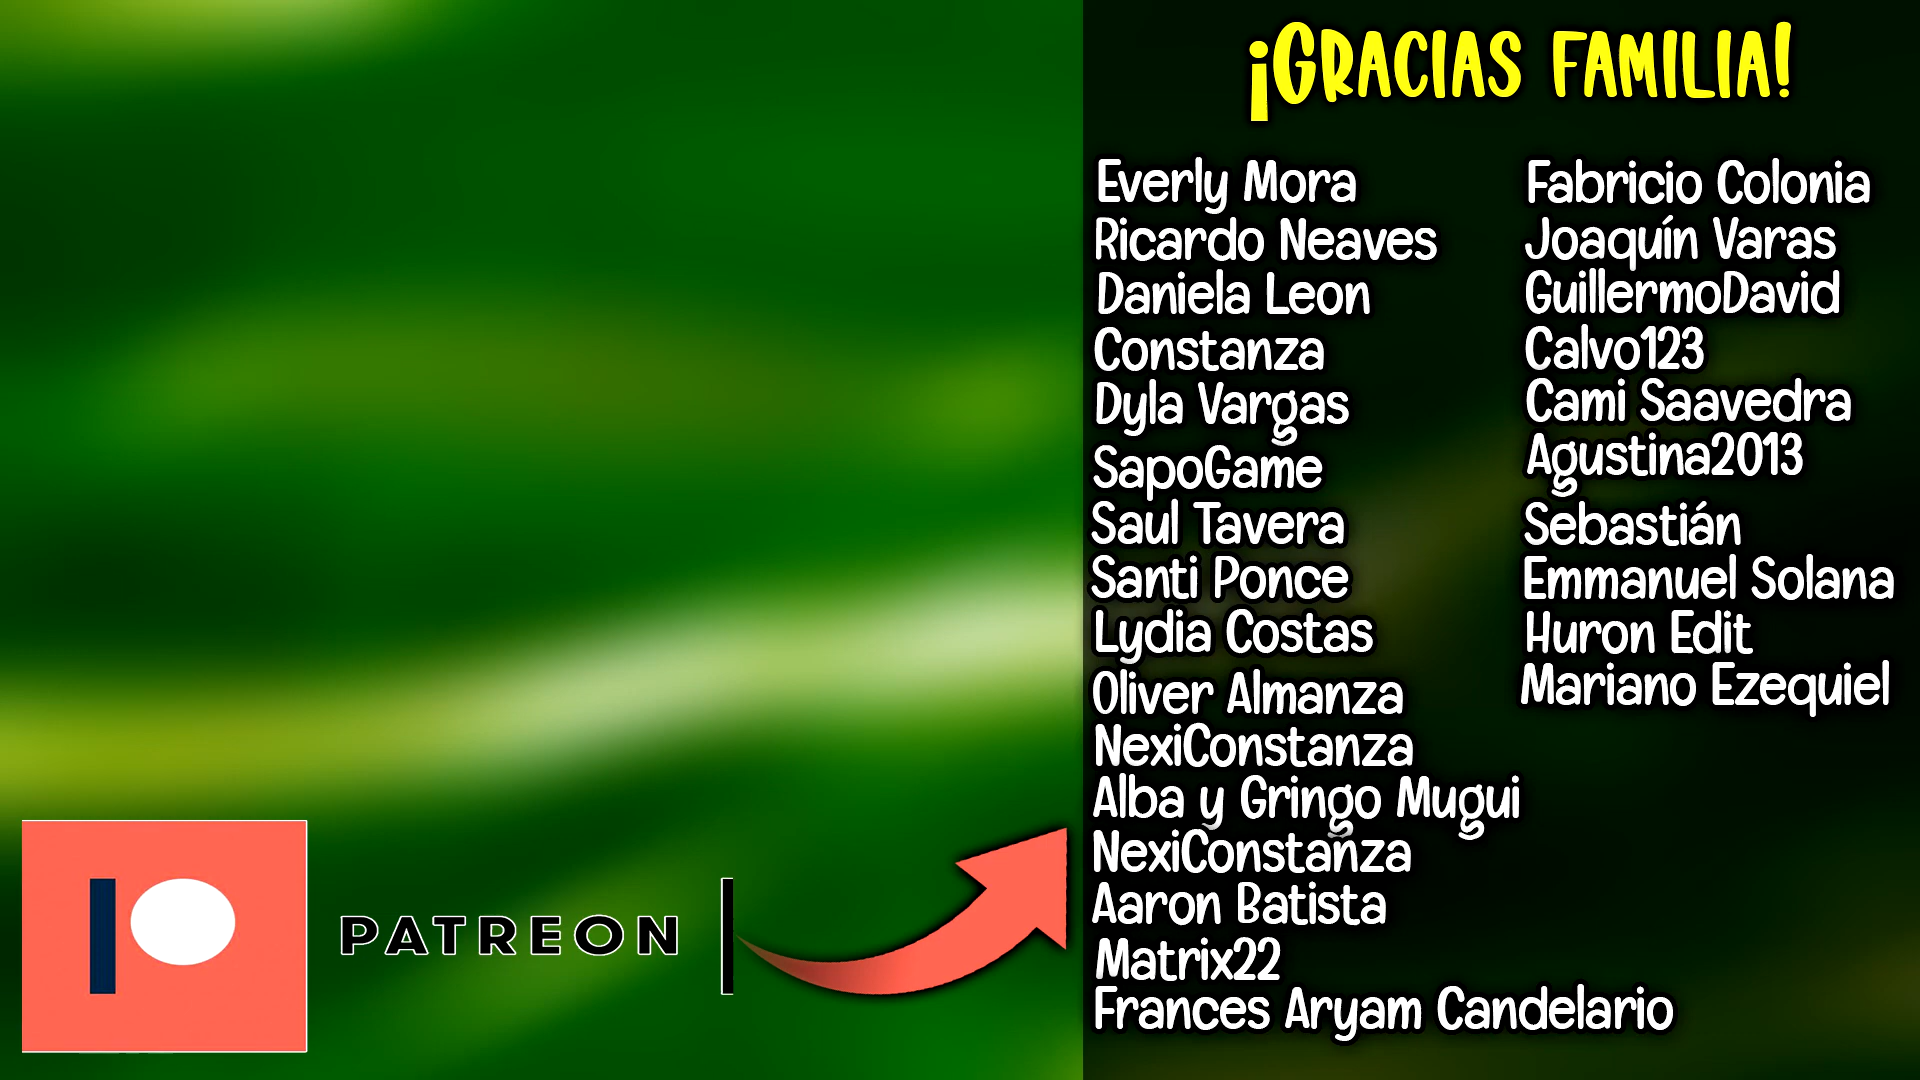 ¡GRACIAS FAMILIA!
Everly Mora
Ricardo Neaves
Daniela Leon
Constanza
Dyla Vargas
SapoGame
Saul Tavera
Santi Ponce
Lydia Costas
Oliver Almanza
NexiConstanza
Alba y Gringo Mugui
NexiConstanza
Aaron Batista
Matrix22
Frances Aryam Candelario
Fabricio Colonia
Joaquín Varas
GuillermoDavid
Calvo123
Cami Saavedra
Agustina2013
Sebastián
Emmanuel Solana
Huron Edit
Mariano Ezequiel
PATREON